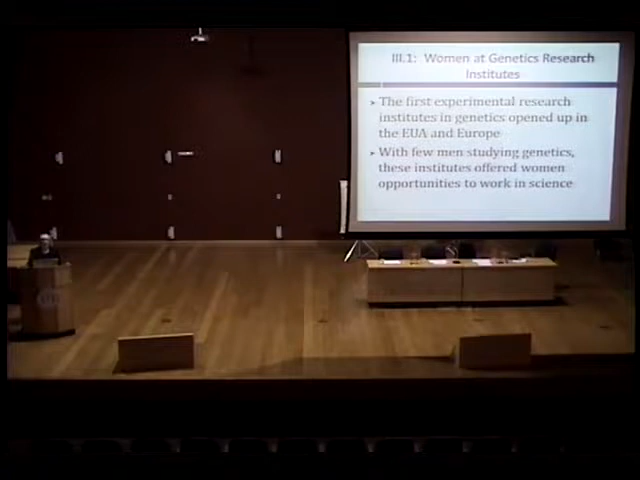 III.1: Women at Genetics Research
Institutes
➤ The first experimental research
institutes in genetics opened up in
the EUA and Europe
➤ With few men studying genetics,
these institutes offered women
opportunities to work in science